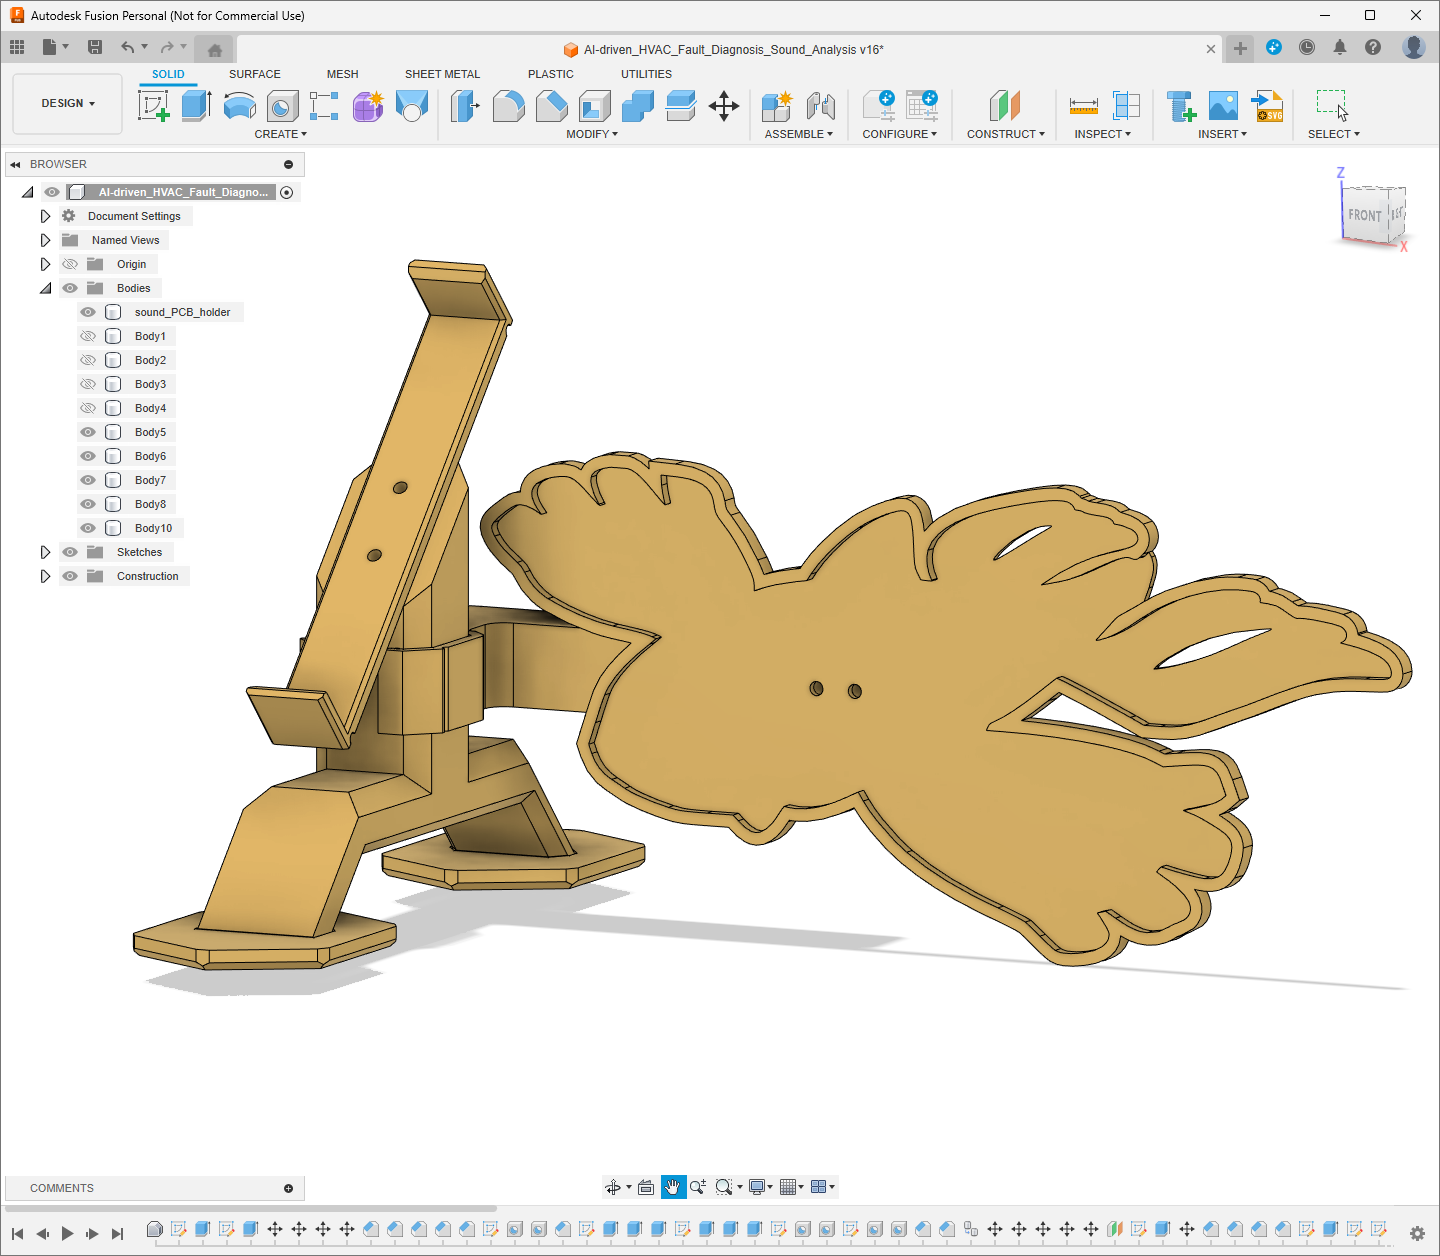 Autodesk Fusion Personal (Not for Commercial Use)
AI-driven_HVAC_Fault_Diagnosis_Sound_Analysis v16*
SOLID SURFACE MESH SHEET METAL PLASTIC UTILITIES
DESIGN
SVG
CREATE MODIFY ASSEMBLE CONFIGURE CONSTRUCT INSPECT INSERT SELECT
BROWSER
AI-driven_HVAC_Fault_Diagno...
Document Settings
Named Views
Origin
Bodies
sound_PCB_holder
Body1
Body2
Body3
Body4
Body5
Body6
Body7
Body8
Body10
Sketches
Construction
Z
FRONT
X
COMMENTS